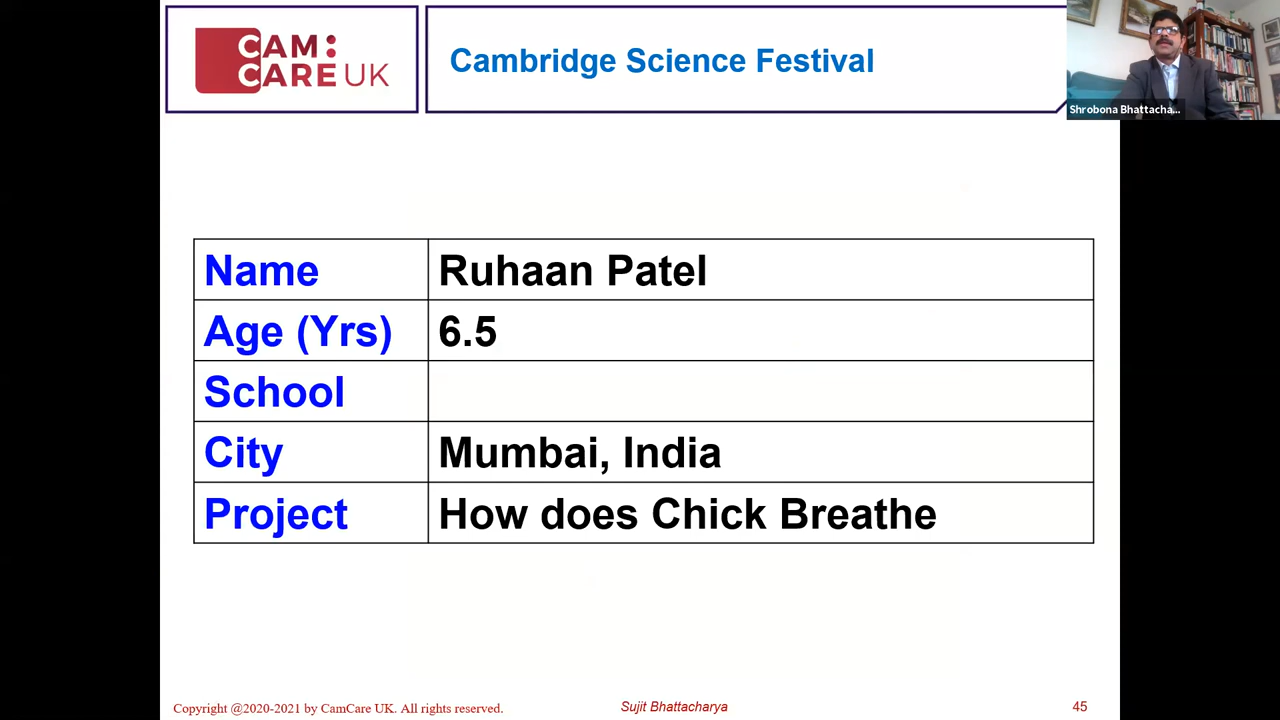 CAM:
CARE UK
Cambridge Science Festival
Shrobona Bhattacha...
Name Ruhaan Patel
Age (Yrs) 6.5
School
City Mumbai, India
Project How does Chick Breathe
Copyright @2020-2021 by CamCare UK. All rights reserved. Sujit Bhattacharya 45